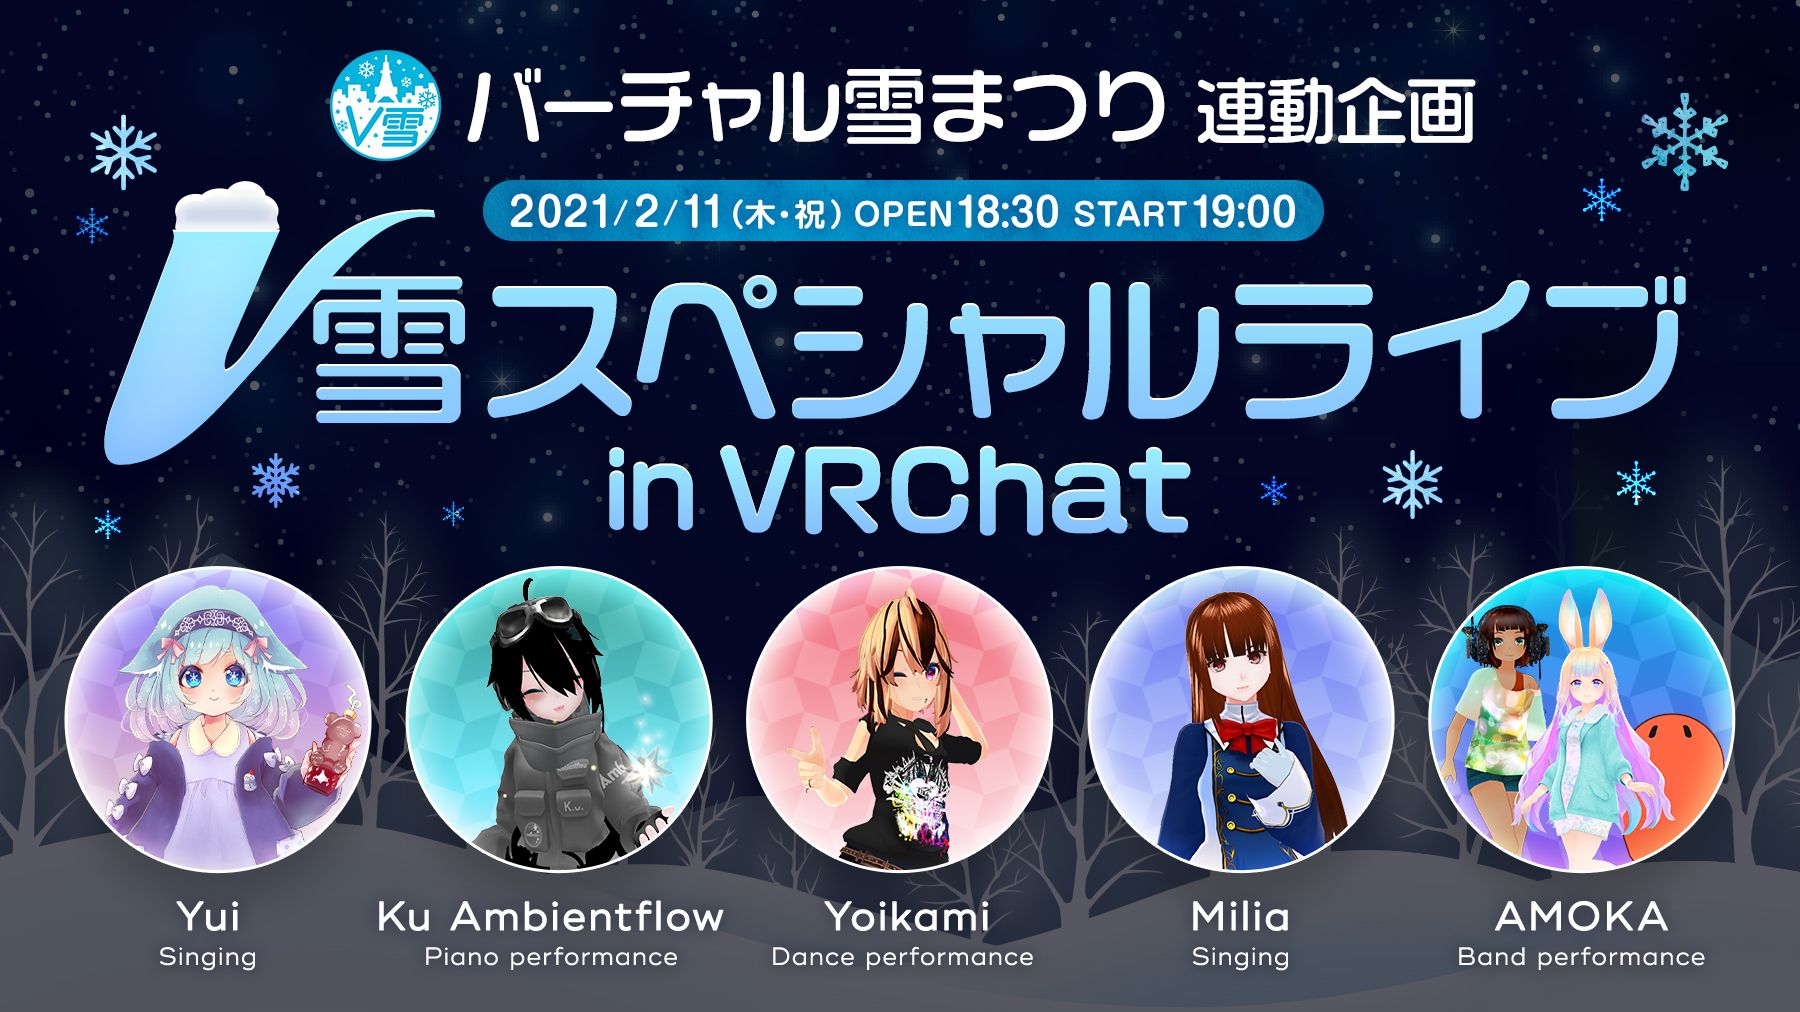 V雪
バーチャル雪まつり 連動企画
2021/2/11(木・祝) OPEN 18:30 START 19:00
V雪スペシャルライブ
in VRChat
Amk
K.u.
Yui
Ku Ambientflow
Yoikami
Milia
AMOKA
Singing
Piano performance
Dance performance
Singing
Band performance